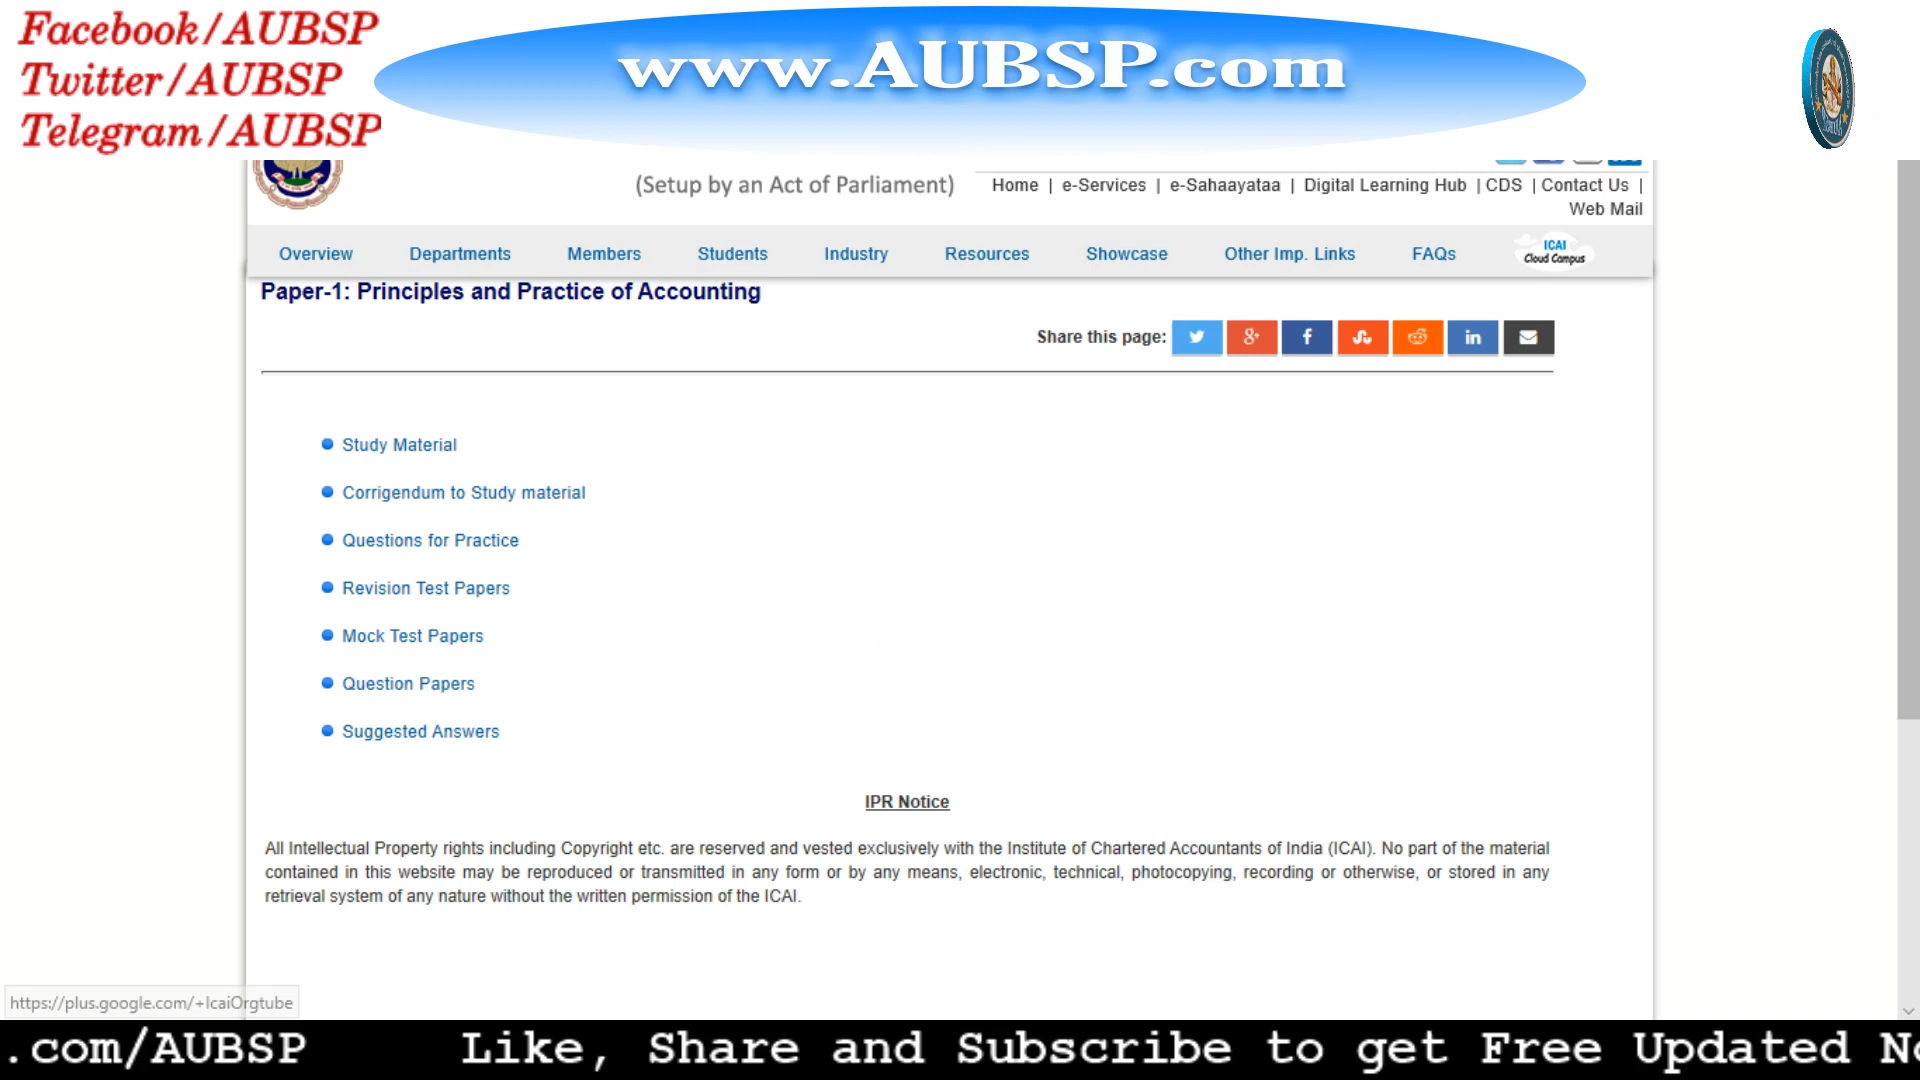 Facebook/AUBSP
Twitter/AUBSP
Telegram/AUBSP
www.AUBSP.com
(Setup by an Act of Parliament)
Home | e-Services | e-Sahaayataa | Digital Learning Hub | CDS | Contact Us |
Web Mail
Overview Departments Members Students Industry Resources Showcase Other Imp. Links FAQs ICAI Cloud Campus
Paper-1: Principles and Practice of Accounting
Share this page:
Study Material
Corrigendum to Study material
Questions for Practice
Revision Test Papers
Mock Test Papers
Question Papers
Suggested Answers
IPR Notice
All Intellectual Property rights including Copyright etc. are reserved and vested exclusively with the Institute of Chartered Accountants of India (ICAI). No part of the material
contained in this website may be reproduced or transmitted in any form or by any means, electronic, technical, photocopying, recording or otherwise, or stored in any
retrieval system of any nature without the written permission of the ICAI.
https://plus.google.com/+IcaiOrgtube
.com/AUBSP Like, Share and Subscribe to get Free Updated